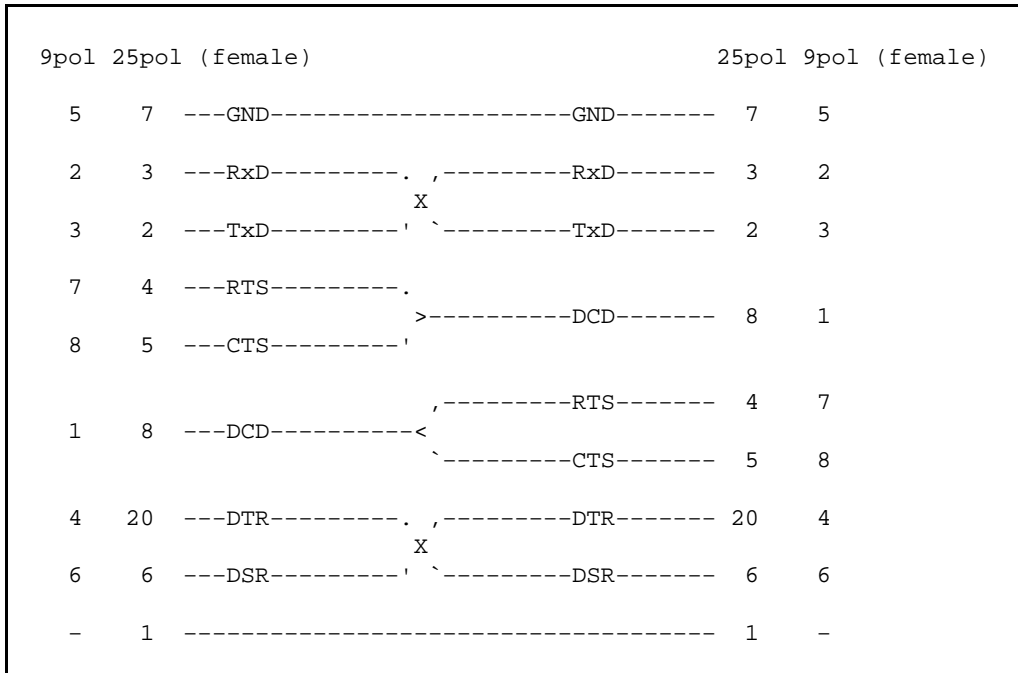 9pol 25pol (female)                              25pol 9pol (female)
  5    7  ---GND---------------------GND-------  7    5
  2    3  ---RxD---------. ,---------RxD-------  3    2
                          X
  3    2  ---TxD---------' `---------TxD-------  2    3
  7    4  ---RTS---------.
                          >----------DCD-------  8    1
  8    5  ---CTS---------'
                           ,---------RTS-------  4    7
  1    8  ---DCD----------<
                           `---------CTS-------  5    8
  4   20  ---DTR---------. ,---------DTR------- 20    4
                          X
  6    6  ---DSR---------' `---------DSR-------  6    6
  -    1  -------------------------------------  1    -